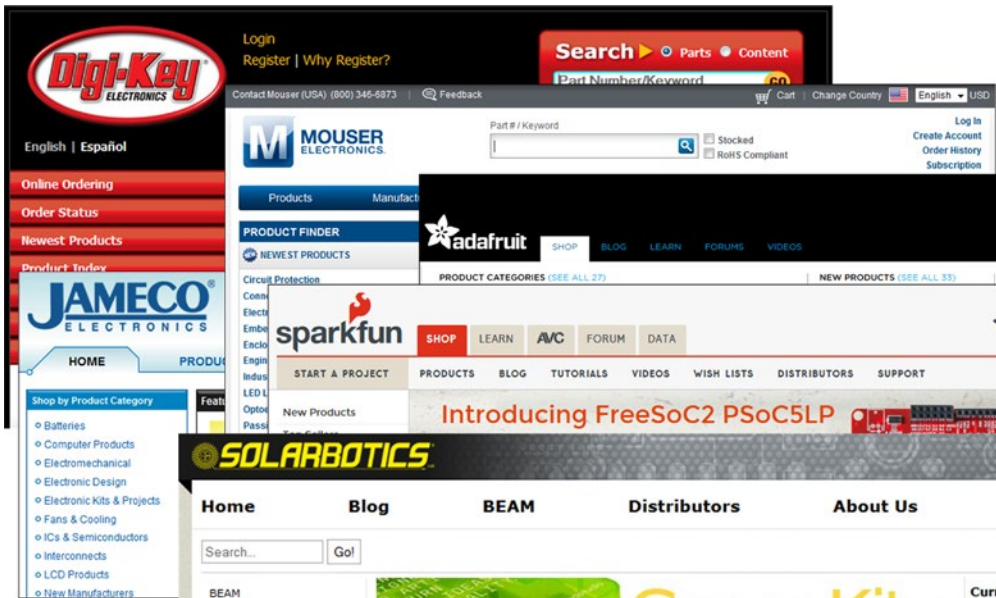 Digi-Key
ELECTRONICS
English | Español
Login
Register | Why Register?
Search Parts Content
Part Number/Keyword GO
Online Ordering
Order Status
Newest Products
Product Index
Contact Mouser (USA) (800) 346-6873 | Feedback
Cart | Change Country English USD
MOUSER
ELECTRONICS
Part # / Keyword
Stocked
RoHS Compliant
Log In
Create Account
Order History
Subscription
Products
PRODUCT FINDER
NEWEST PRODUCTS
Circuit Protection
adafruit
SHOP BLOG LEARN FORUMS VIDEOS
PRODUCT CATEGORIES (SEE ALL 27)
NEW PRODUCTS (SEE ALL 33)
JAMECO
ELECTRONICS
HOME
Shop by Product Category
Batteries
Computer Products
Electromechanical
Electronic Design
Electronic Kits & Projects
Fans & Cooling
ICs & Semiconductors
Interconnects
LCD Products
New Manufacturers
sparkfun
SHOP LEARN AVC FORUM DATA
START A PROJECT PRODUCTS BLOG TUTORIALS VIDEOS WISH LISTS DISTRIBUTORS SUPPORT
New Products
Introducing FreeSoC2 PSoC5LP
SOLARBOTICS
Home Blog BEAM Distributors About Us
Search... Go!
BEAM